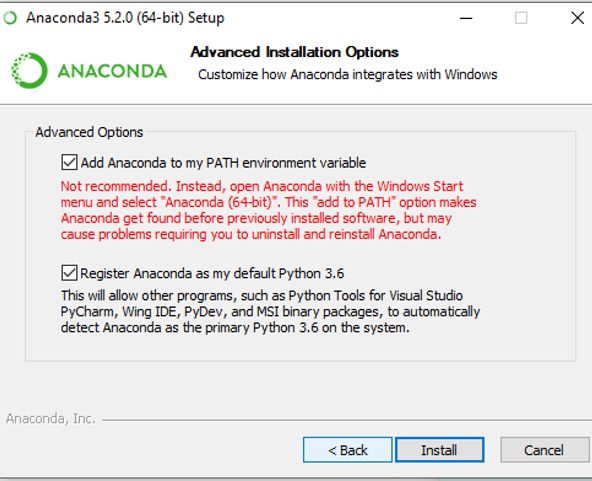 Anaconda3 5.2.0 (64-bit) Setup
Advanced Installation Options
Customize how Anaconda integrates with Windows
ANACONDA
Advanced Options
Add Anaconda to my PATH environment variable
Not recommended. Instead, open Anaconda with the Windows Start
menu and select "Anaconda (64-bit)". This "add to PATH" option makes
Anaconda get found before previously installed software, but may
cause problems requiring you to uninstall and reinstall Anaconda.
Register Anaconda as my default Python 3.6
This will allow other programs, such as Python Tools for Visual Studio
PyCharm, Wing IDE, PyDev, and MSI binary packages, to automatically
detect Anaconda as the primary Python 3.6 on the system.
Anaconda, Inc.
< Back Install Cancel